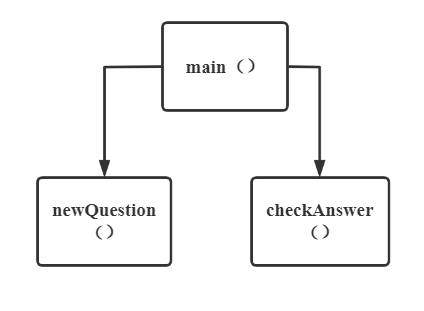 main （）
newQuestion
（）
checkAnswer
（）